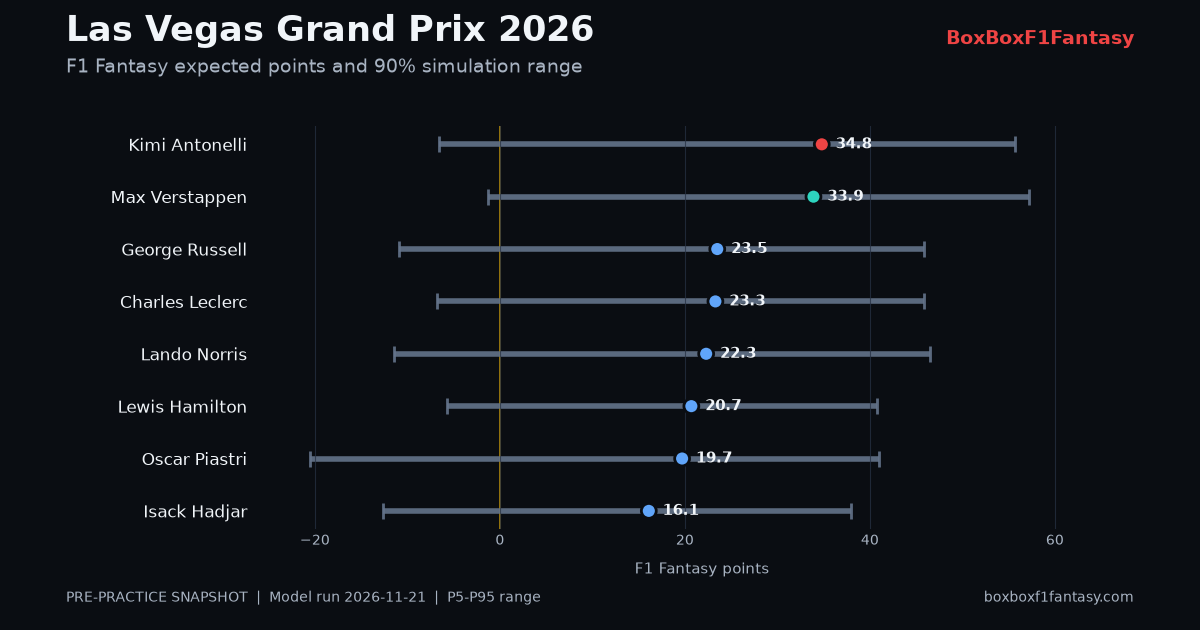 Las Vegas Grand Prix 2026
BoxBoxF1Fantasy
F1 Fantasy expected points and 90% simulation range
Kimi Antonelli 34.8
Max Verstappen 33.9
George Russell 23.5
Charles Leclerc 23.3
Lando Norris 22.3
Lewis Hamilton 20.7
Oscar Piastri 19.7
Isack Hadjar 16.1
−20 0 20 40 60
F1 Fantasy points
PRE-PRACTICE SNAPSHOT | Model run 2026-11-21 | P5-P95 range
boxboxf1fantasy.com